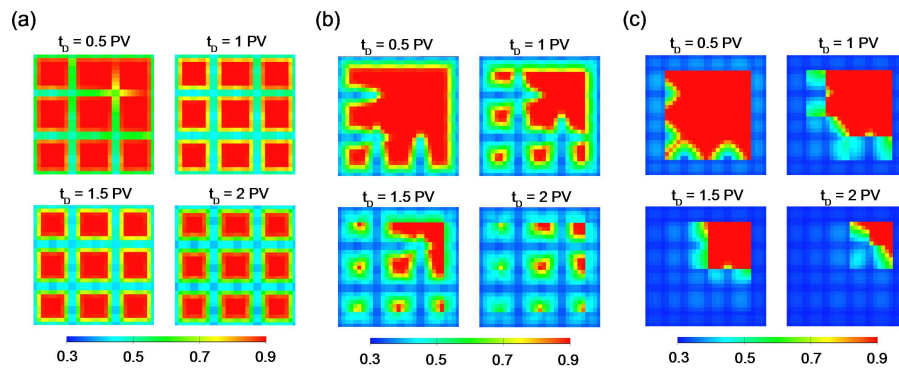 (a) (b) (c)
t_D = 0.5 PV t_D = 1 PV t_D = 0.5 PV t_D = 1 PV t_D = 0.5 PV t_D = 1 PV
t_D = 1.5 PV t_D = 2 PV t_D = 1.5 PV t_D = 2 PV t_D = 1.5 PV t_D = 2 PV
0.3 0.5 0.7 0.9 0.3 0.5 0.7 0.9 0.3 0.5 0.7 0.9